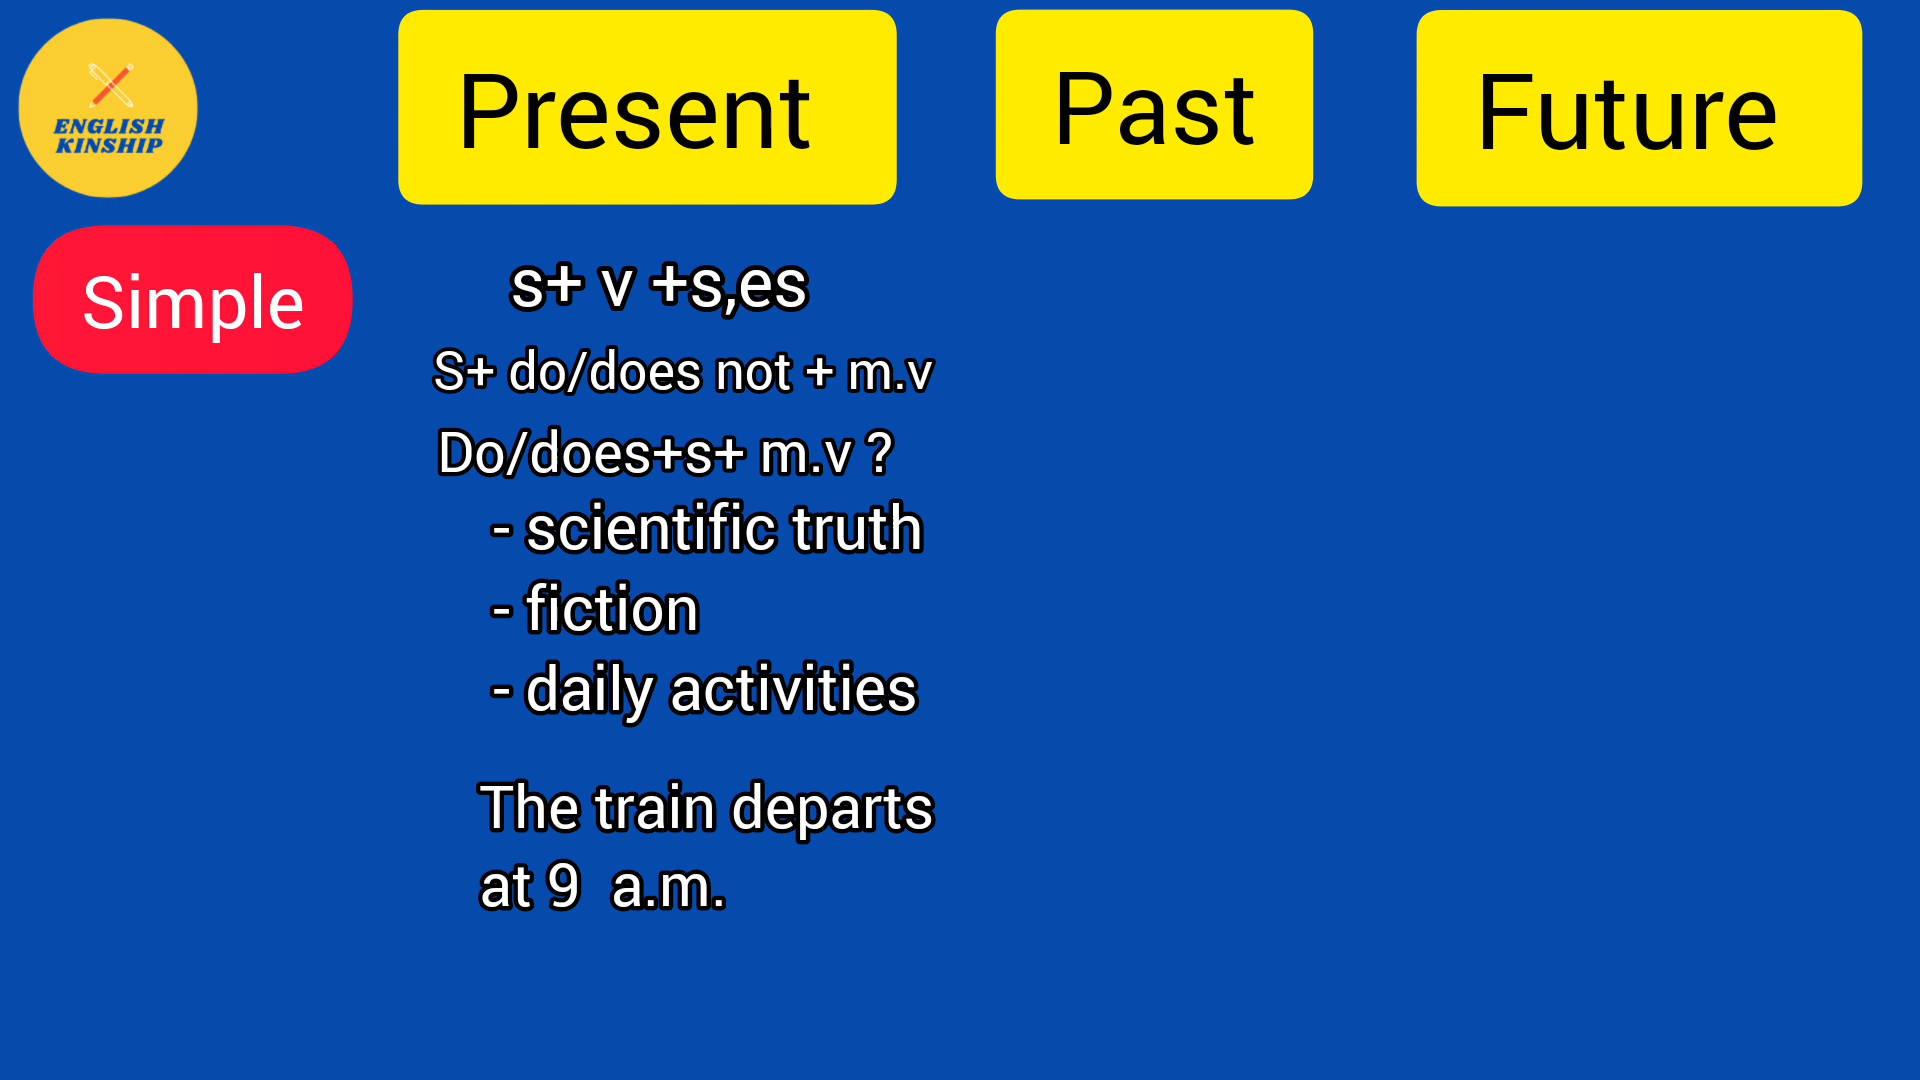 ENGLISH
KINSHIP
Present
Past
Future
Simple
s+ v +s,es
S+ do/does not + m.v
Do/does+s+ m.v ?
- scientific truth
- fiction
- daily activities
The train departs
at 9 a.m.